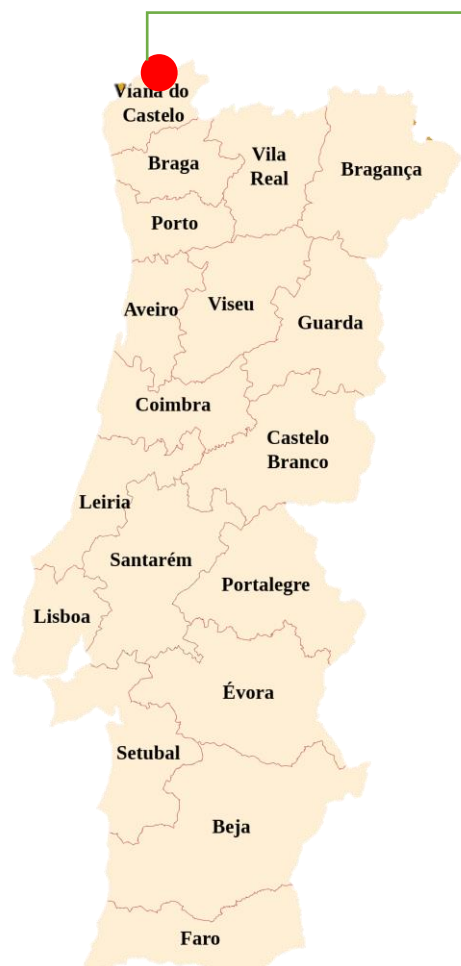 Viana do
Castelo
Braga
Vila
Real
Bragança
Porto
Aveiro
Viseu
Guarda
Coimbra
Castelo
Branco
Leiria
Santarém
Portalegre
Lisboa
Évora
Setubal
Beja
Faro